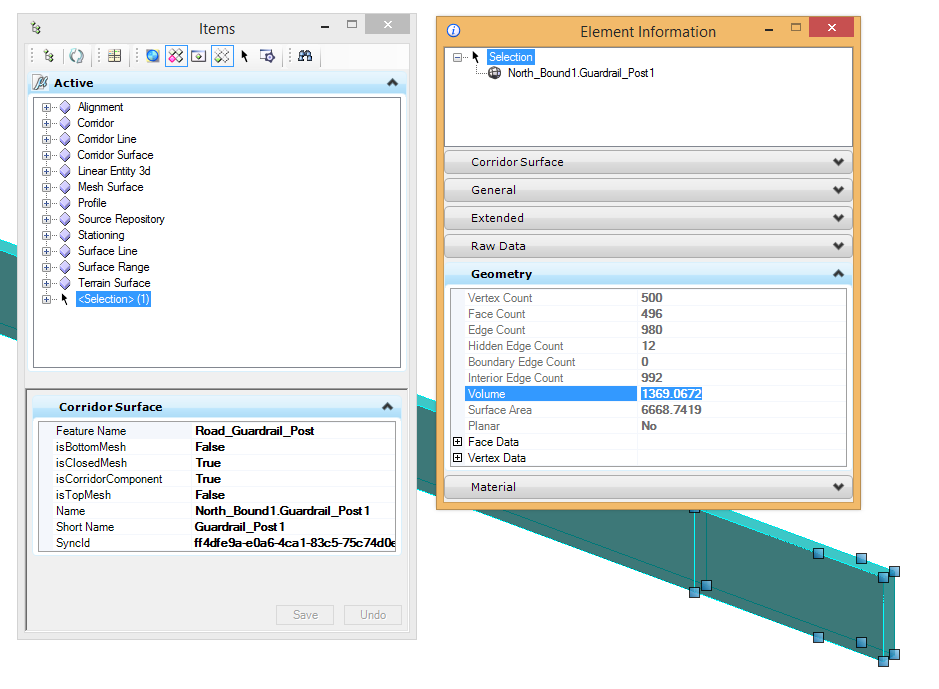 Items
Active
Alignment
Corridor
Corridor Line
Corridor Surface
Linear Entity 3d
Mesh Surface
Profile
Source Repository
Stationing
Surface Line
Surface Range
Terrain Surface
<Selection> (1)
Corridor Surface
Feature Name Road_Guardrail_Post
isBottomMesh False
isClosedMesh True
isCorridorComponent True
isTopMesh False
Name North_Bound1.Guardrail_Post1
Short Name Guardrail_Post1
SyncId ff4dfe9a-e0a6-4ca1-83c5-75c74d0e
Save Undo
Element Information
Selection
North_Bound1.Guardrail_Post1
Corridor Surface
General
Extended
Raw Data
Geometry
Vertex Count 500
Face Count 496
Edge Count 980
Hidden Edge Count 12
Boundary Edge Count 0
Interior Edge Count 992
Volume 1369.0672
Surface Area 6668.7419
Planar No
Face Data
Vertex Data
Material